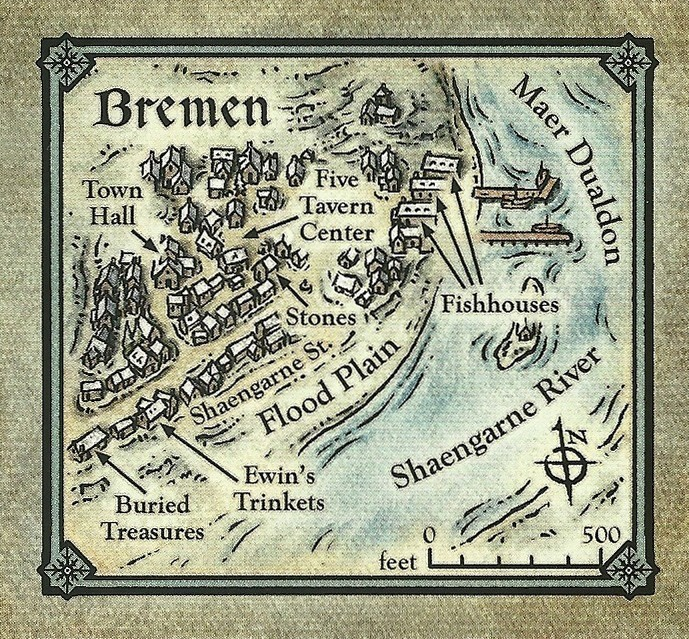 Bremen
Maer Dualdon
Town
Hall
Five
Tavern
Center
Fishhouses
Stones
Shaengarne St.
Flood Plain
Shaengarne River
Ewin's
Trinkets
Buried
Treasures
N
0 500
feet